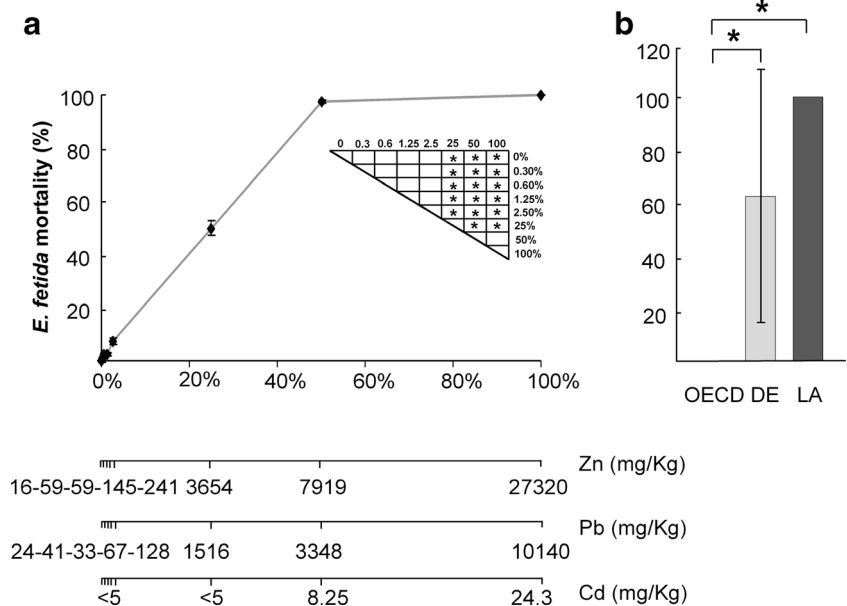 a
E. fetida mortality (%)
100
80
60
40
20
0% 20% 40% 60% 80% 100%
0 0.3 0.6 1.25 2.5 25 50 100
* * * 0%
* * * 0.30%
* * * 0.60%
* * * 1.25%
* * * 2.50%
* * 25%
50%
100%
b
*
*
120
100
80
60
40
20
OECD DE LA
Zn (mg/Kg)
16-59-59-145-241 3654 7919 27320
Pb (mg/Kg)
24-41-33-67-128 1516 3348 10140
Cd (mg/Kg)
<5 <5 8.25 24.3